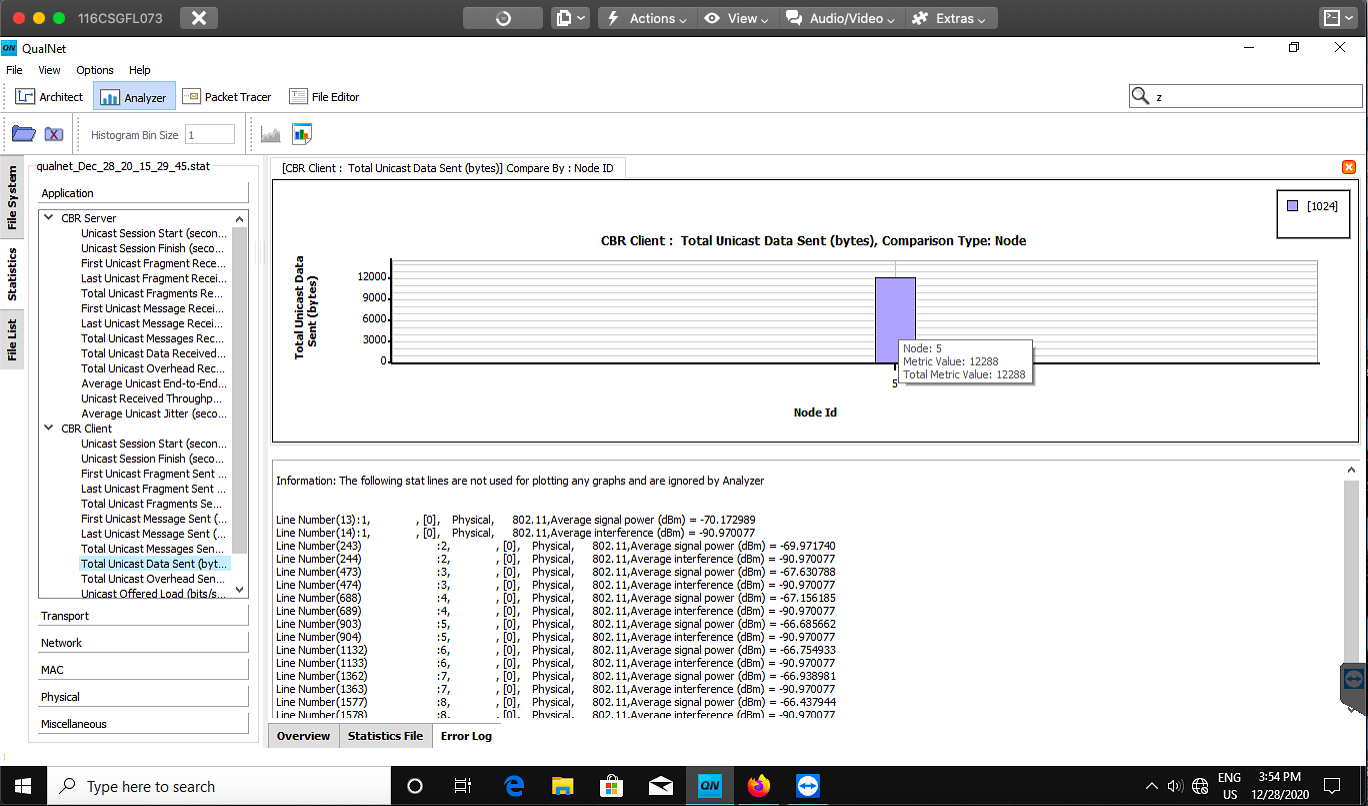 116CSGFL073
Actions
View
Audio/Video
Extras
QN QualNet
File View Options Help
Architect Analyzer Packet Tracer File Editor
z
Histogram Bin Size 1
File System
Statistics
File List
qualnet_Dec_28_20_15_29_45.stat
Application
CBR Server
Unicast Session Start (secon...
Unicast Session Finish (seco...
First Unicast Fragment Rece...
Last Unicast Fragment Recei...
Total Unicast Fragments Re...
First Unicast Message Recei...
Last Unicast Message Recei...
Total Unicast Messages Rec...
Total Unicast Data Received...
Total Unicast Overhead Rec...
Average Unicast End-to-End...
Unicast Received Throughp...
Average Unicast Jitter (seco...
CBR Client
Unicast Session Start (secon...
Unicast Session Finish (seco...
First Unicast Fragment Sent ...
Last Unicast Fragment Sent ...
Total Unicast Fragments Se...
First Unicast Message Sent (...
Last Unicast Message Sent (...
Total Unicast Messages Sen...
Total Unicast Data Sent (byt...
Total Unicast Overhead Sen...
Unicast Offered Load (bits/s...
Transport
Network
MAC
Physical
Miscellaneous
[CBR Client : Total Unicast Data Sent (bytes)] Compare By : Node ID
[1024]
CBR Client : Total Unicast Data Sent (bytes), Comparison Type: Node
Total Unicast Data
Sent (bytes)
12000
9000
6000
3000
0
Node: 5
Metric Value: 12288
Total Metric Value: 12288
5
Node Id
Information: The following stat lines are not used for plotting any graphs and are ignored by Analyzer
Line Number(13):1, , [0], Physical, 802.11,Average signal power (dBm) = -70.172989
Line Number(14):1, , [0], Physical, 802.11,Average interference (dBm) = -90.970077
Line Number(243) :2, , [0], Physical, 802.11,Average signal power (dBm) = -69.971740
Line Number(244) :2, , [0], Physical, 802.11,Average interference (dBm) = -90.970077
Line Number(473) :3, , [0], Physical, 802.11,Average signal power (dBm) = -67.630788
Line Number(474) :3, , [0], Physical, 802.11,Average interference (dBm) = -90.970077
Line Number(688) :4, , [0], Physical, 802.11,Average signal power (dBm) = -67.156185
Line Number(689) :4, , [0], Physical, 802.11,Average interference (dBm) = -90.970077
Line Number(903) :5, , [0], Physical, 802.11,Average signal power (dBm) = -66.685662
Line Number(904) :5, , [0], Physical, 802.11,Average interference (dBm) = -90.970077
Line Number(1132) :6, , [0], Physical, 802.11,Average signal power (dBm) = -66.754933
Line Number(1133) :6, , [0], Physical, 802.11,Average interference (dBm) = -90.970077
Line Number(1362) :7, , [0], Physical, 802.11,Average signal power (dBm) = -66.938981
Line Number(1363) :7, , [0], Physical, 802.11,Average interference (dBm) = -90.970077
Line Number(1577) :8, , [0], Physical, 802.11,Average signal power (dBm) = -66.437944
Line Number(1578) :8, , [0], Physical, 802.11,Average interference (dBm) = -90.970077
Overview Statistics File Error Log
Type here to search
QN
ENG
US
3:54 PM
12/28/2020